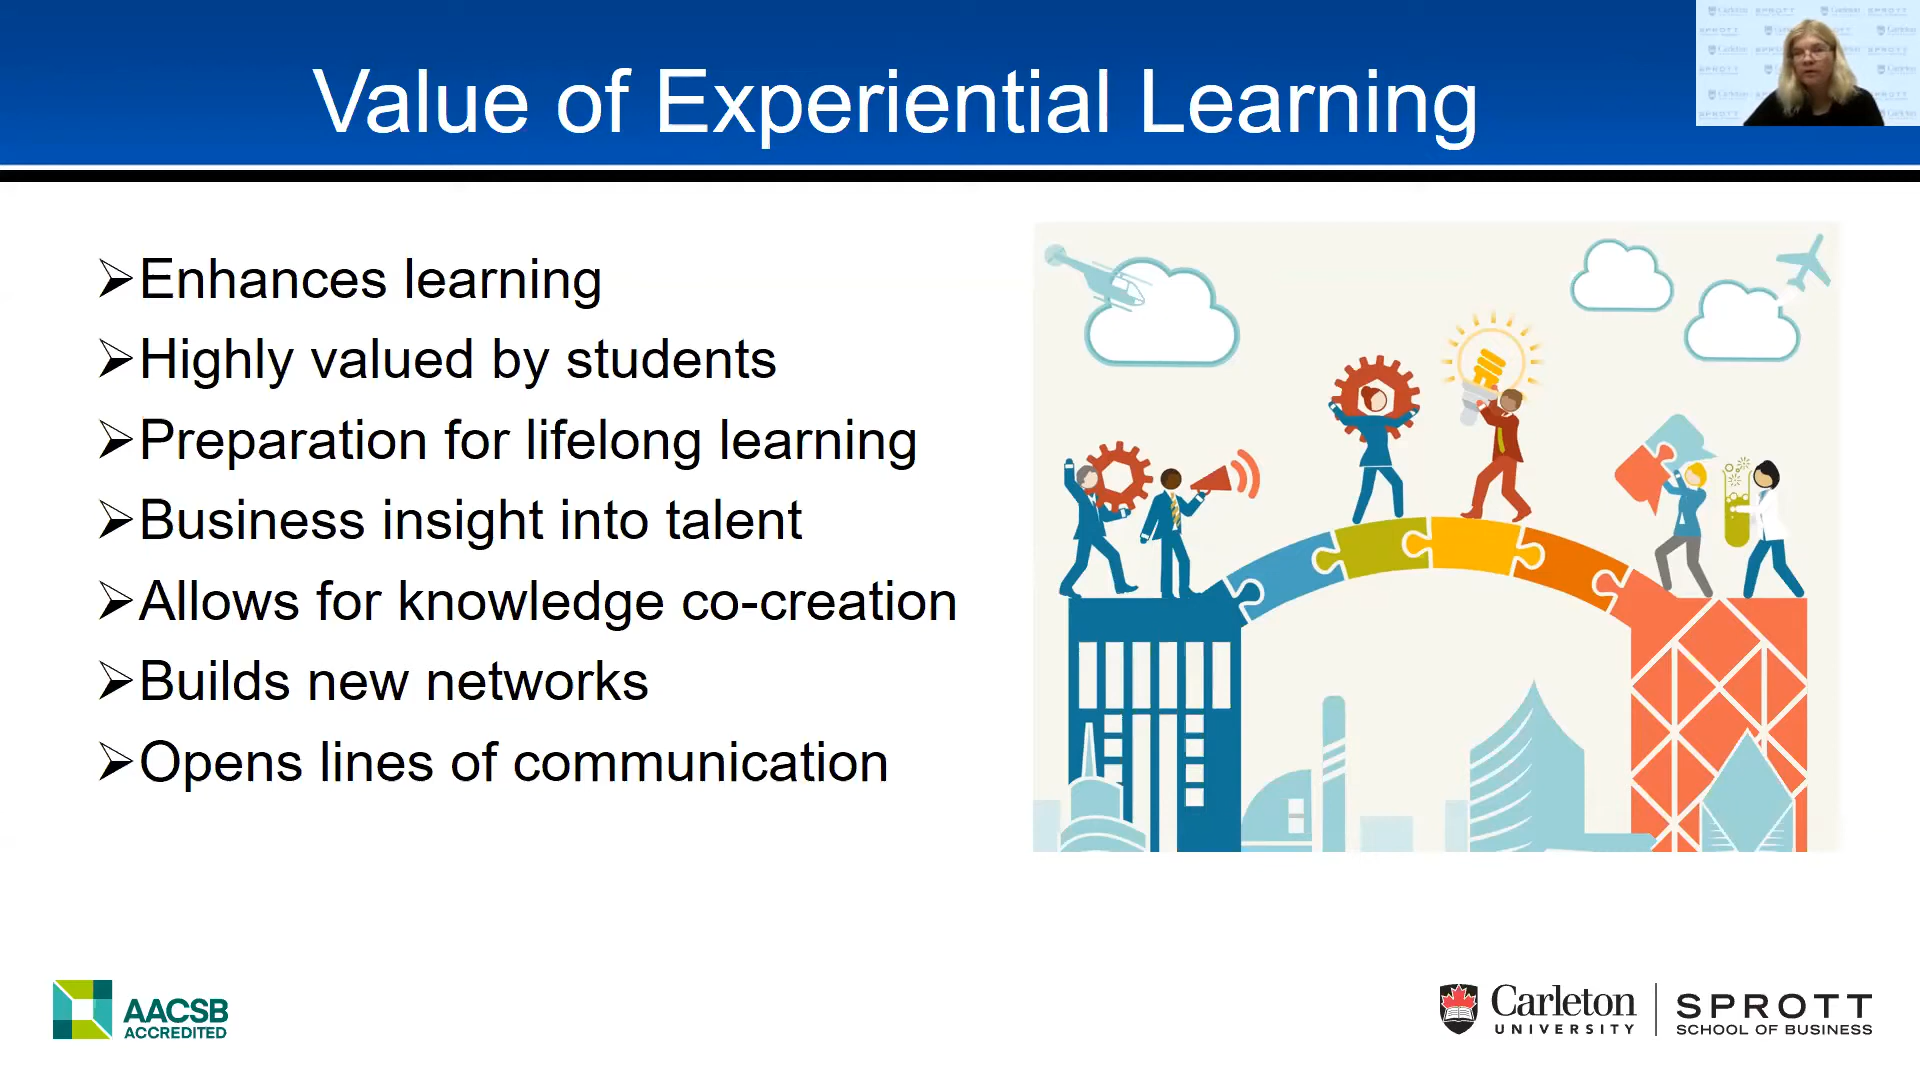 Value of Experiential Learning
Enhances learning
Highly valued by students
Preparation for lifelong learning
Business insight into talent
Allows for knowledge co-creation
Builds new networks
Opens lines of communication
AACSB
ACCREDITED
Carleton
UNIVERSITY
SPROTT
SCHOOL OF BUSINESS
Carleton
SPROTT